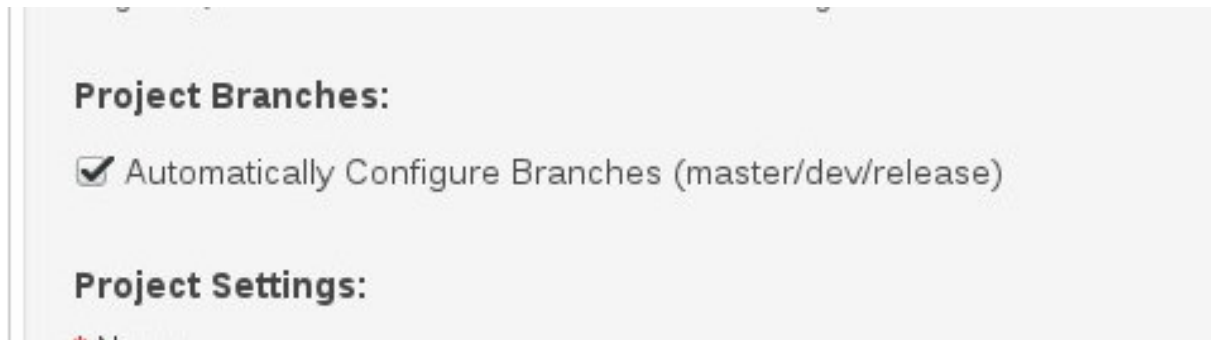 Project Branches:
Automatically Configure Branches (master/dev/release)
Project Settings: